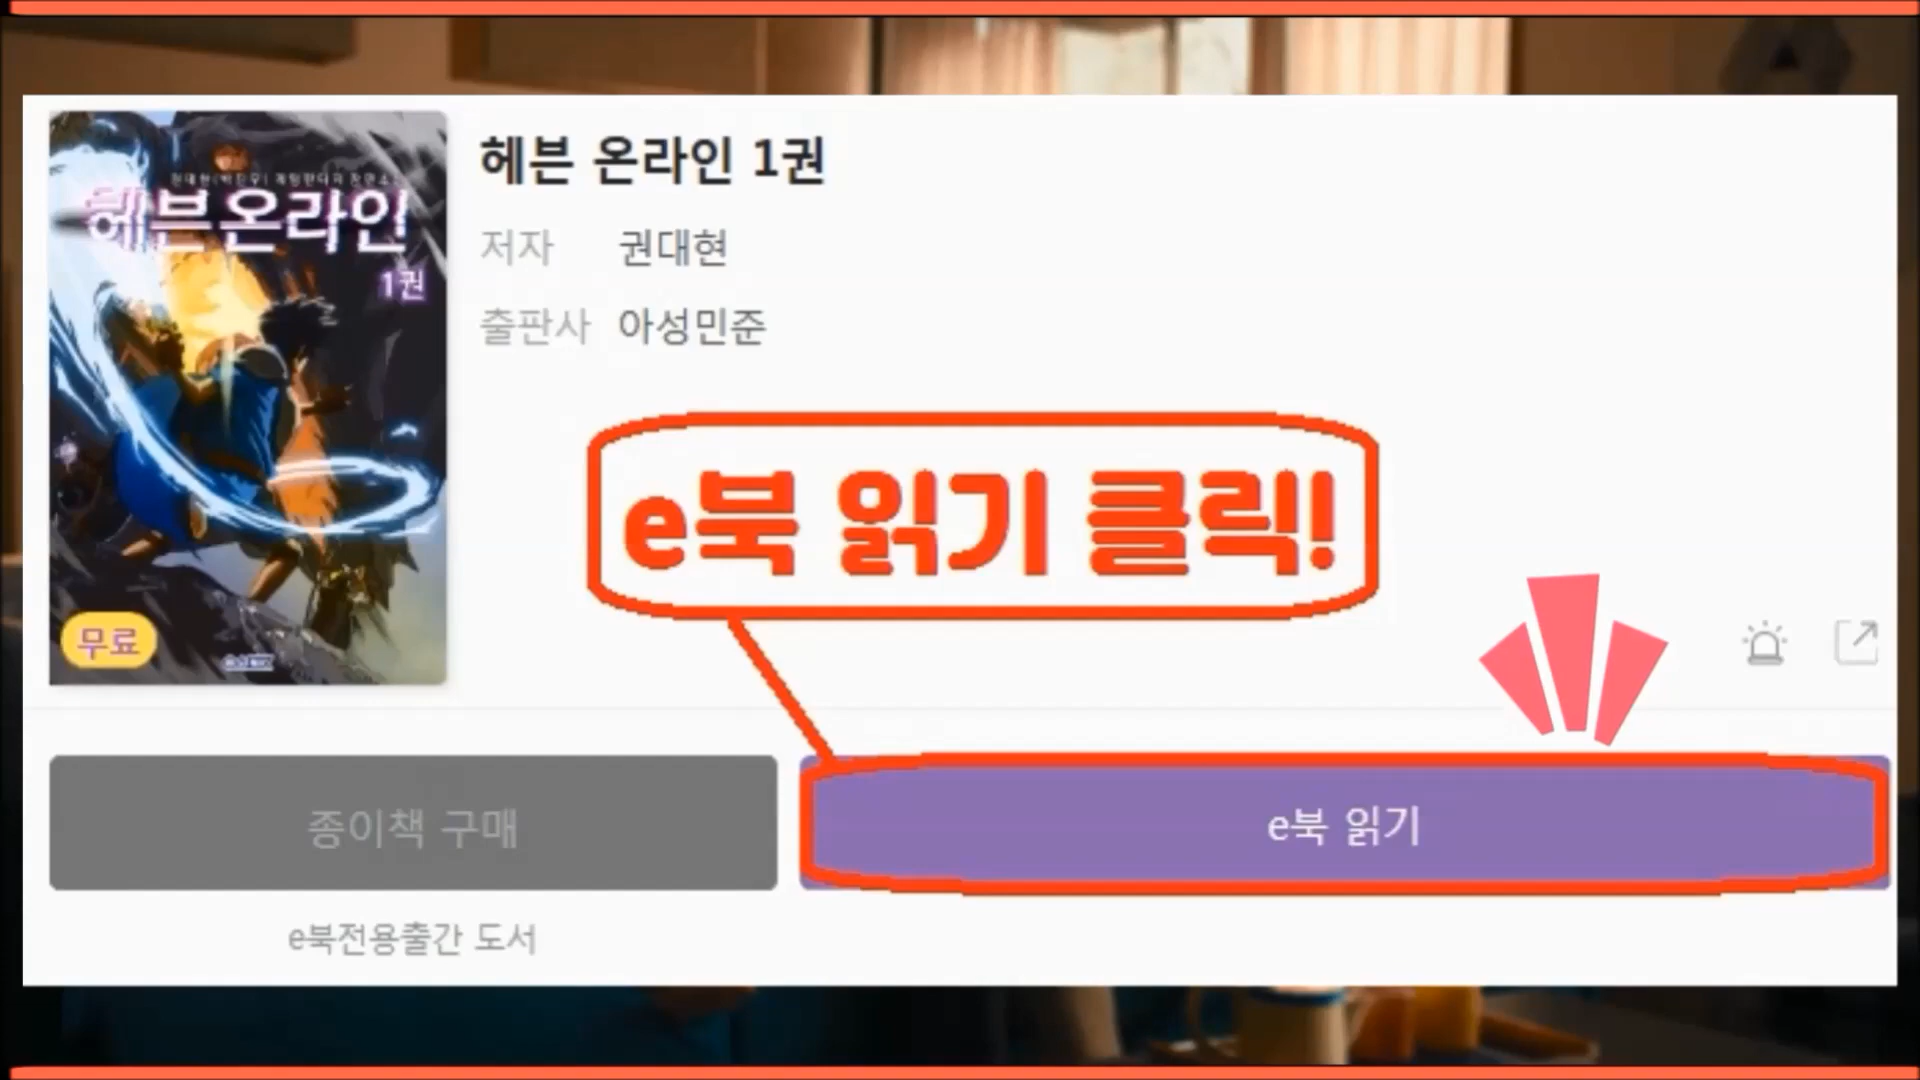 헤븐 온라인
1권
무료
헤븐 온라인 1권
저자 권대현
출판사 아성민준
e북 읽기 클릭!
종이책 구매
e북 읽기
e북전용출간 도서